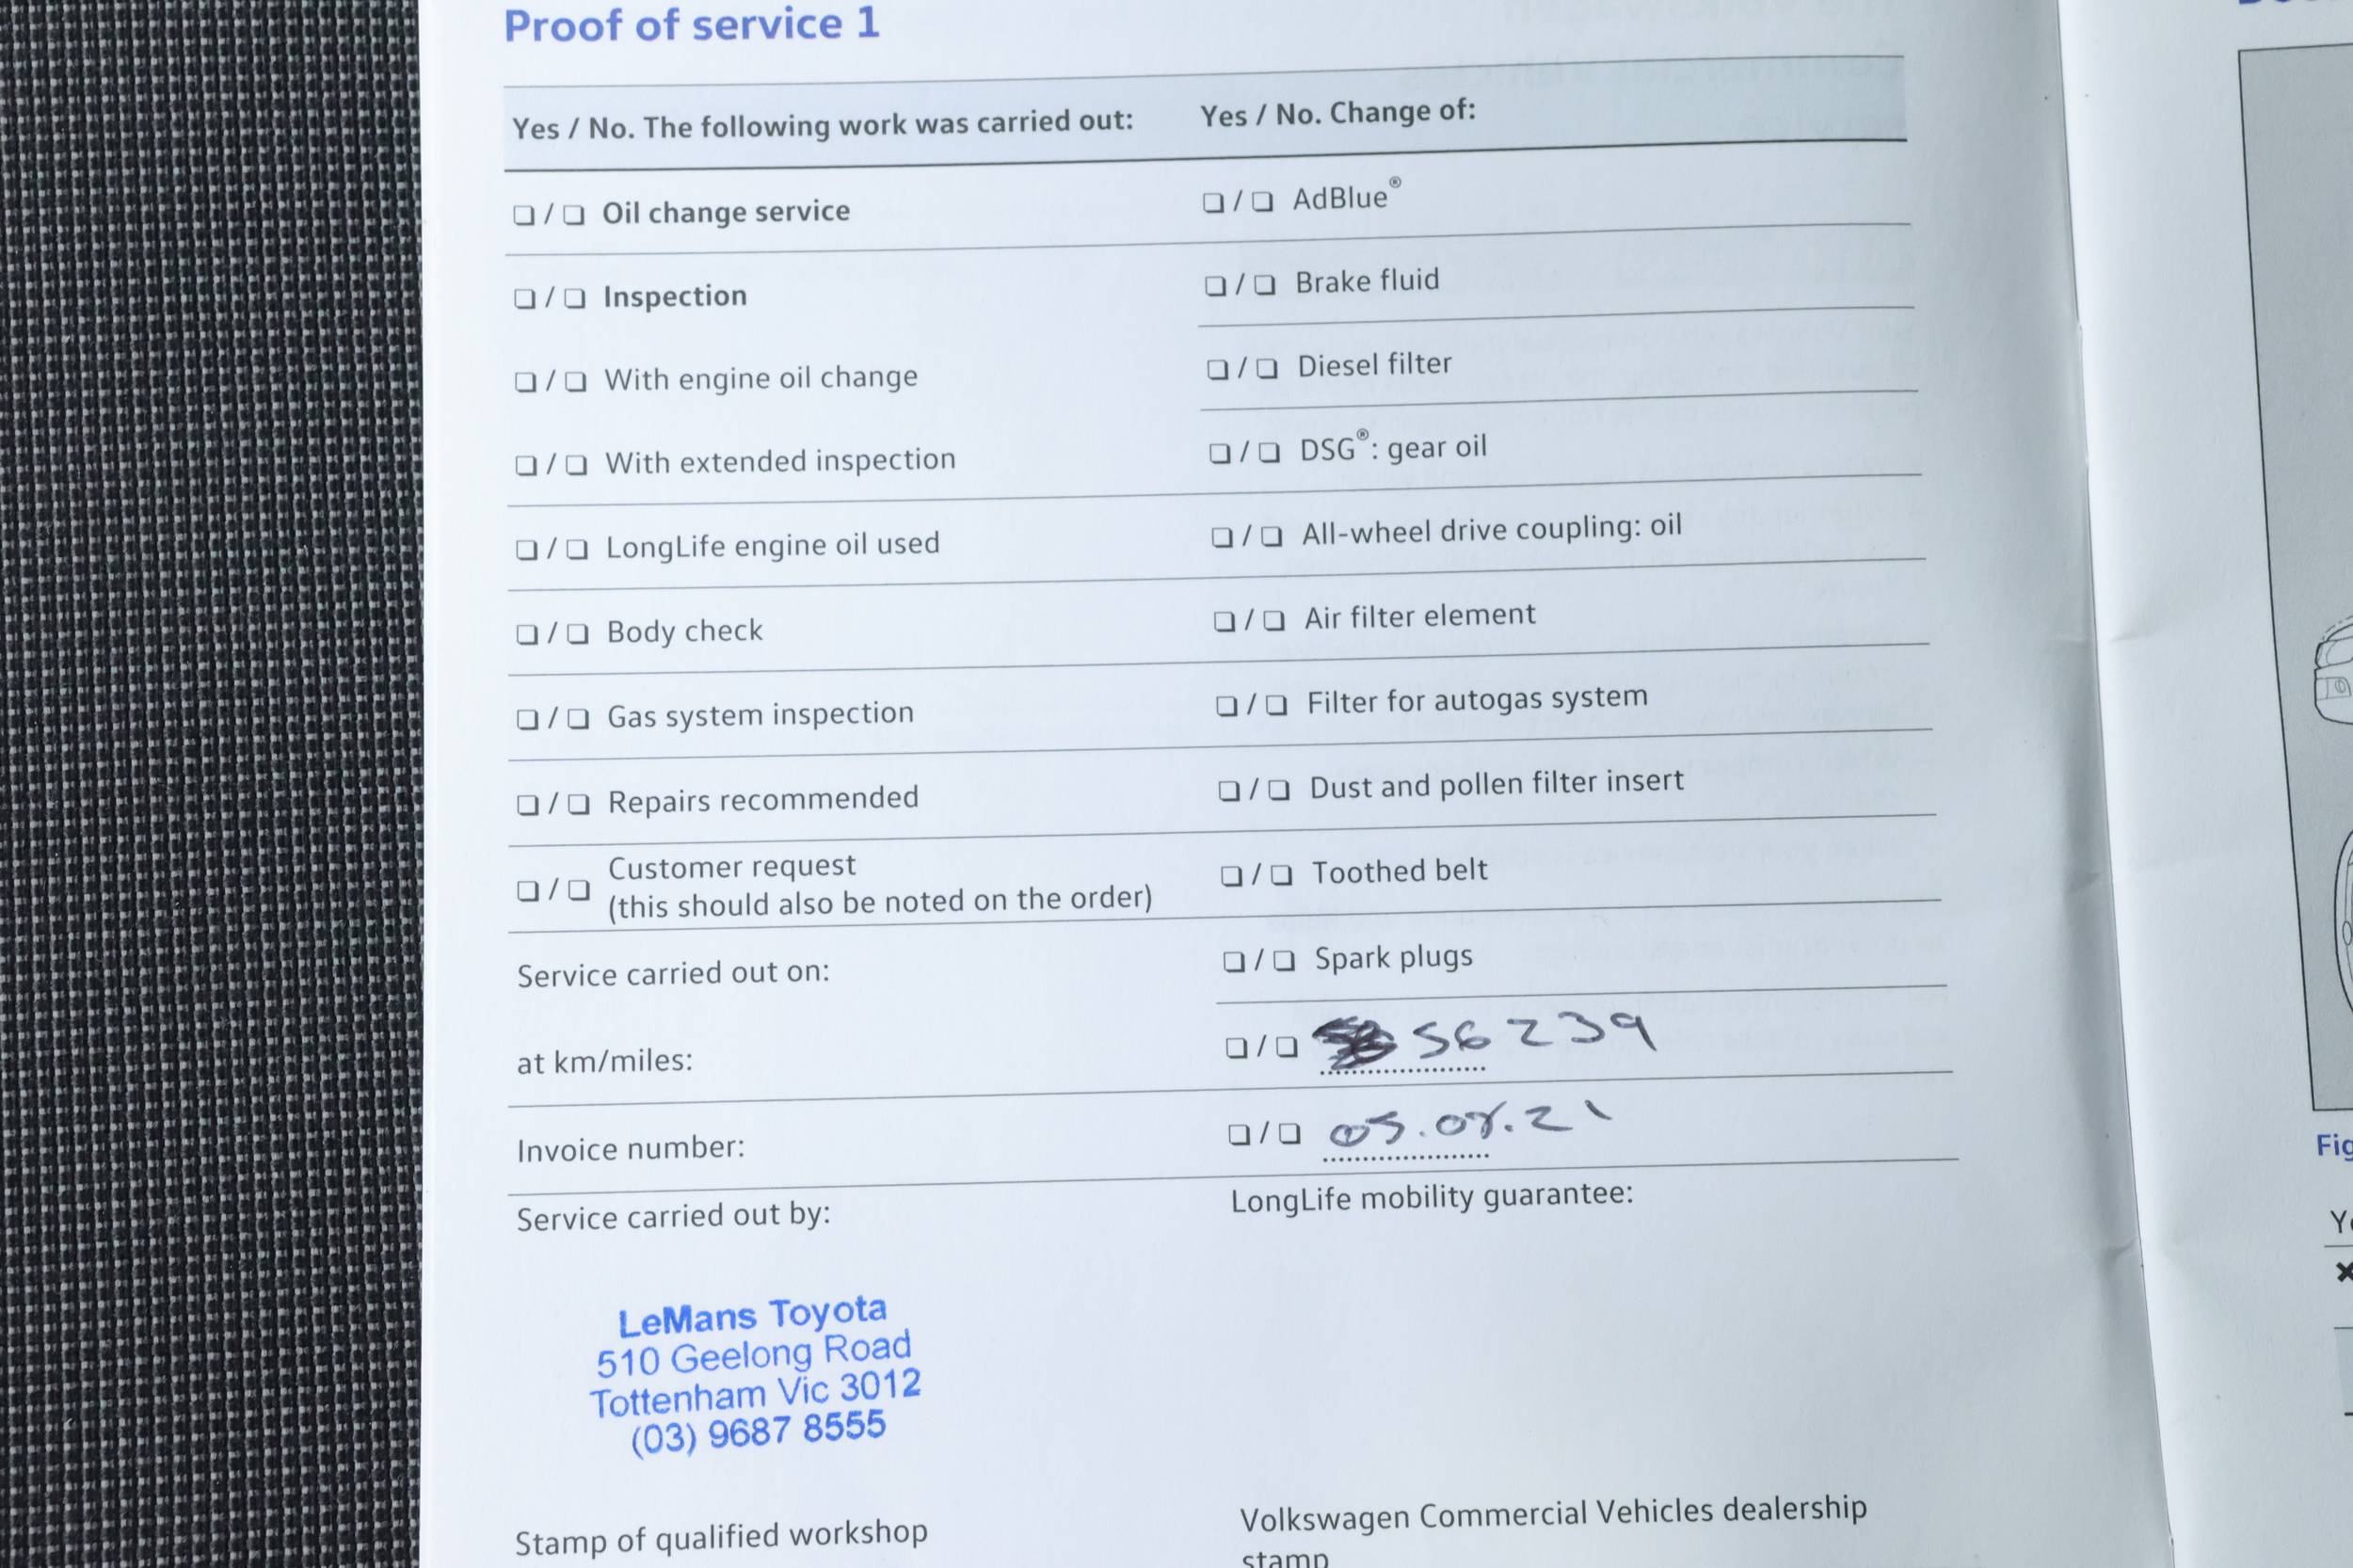 Proof of service 1
Yes / No. The following work was carried out:
☐ / ☐ Oil change service
☐ / ☐ Inspection
☐ / ☐ With engine oil change
☐ / ☐ With extended inspection
☐ / ☐ LongLife engine oil used
☐ / ☐ Body check
☐ / ☐ Gas system inspection
☐ / ☐ Repairs recommended
☐ / ☐ Customer request
(this should also be noted on the order)
Service carried out on:
at km/miles:
Invoice number:
Service carried out by:
LeMans Toyota
510 Geelong Road
Tottenham Vic 3012
(03) 9687 8555
Stamp of qualified workshop
Yes / No. Change of:
☐ / ☐ AdBlue®
☐ / ☐ Brake fluid
☐ / ☐ Diesel filter
☐ / ☐ DSG®: gear oil
☐ / ☐ All-wheel drive coupling: oil
☐ / ☐ Air filter element
☐ / ☐ Filter for autogas system
☐ / ☐ Dust and pollen filter insert
☐ / ☐ Toothed belt
☐ / ☐ Spark plugs
☐ / ☐ 56239
☐ / ☐ 05.08.21
LongLife mobility guarantee:
Volkswagen Commercial Vehicles dealership
stamp
Fig